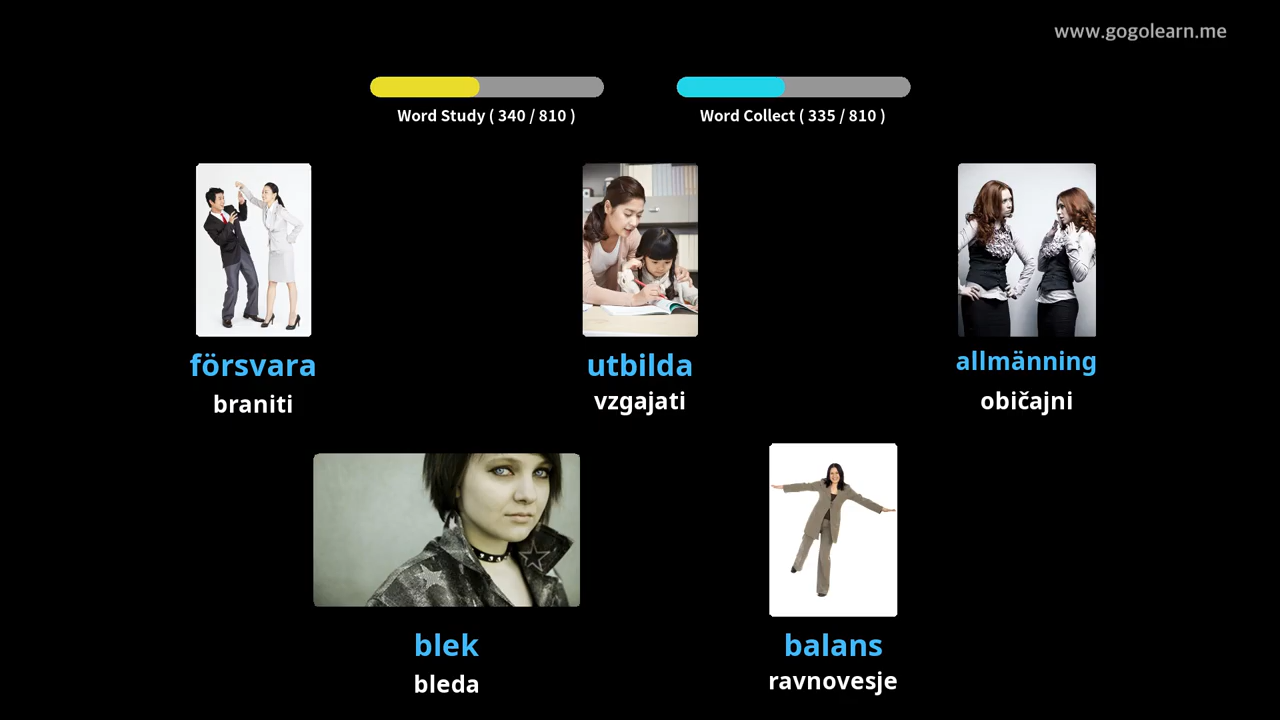 www.gogolearn.me
Word Study ( 340 / 810 )
Word Collect ( 335 / 810 )
försvara
braniti
utbilda
vzgajati
allmänning
običajni
blek
bleda
balans
ravnovesje